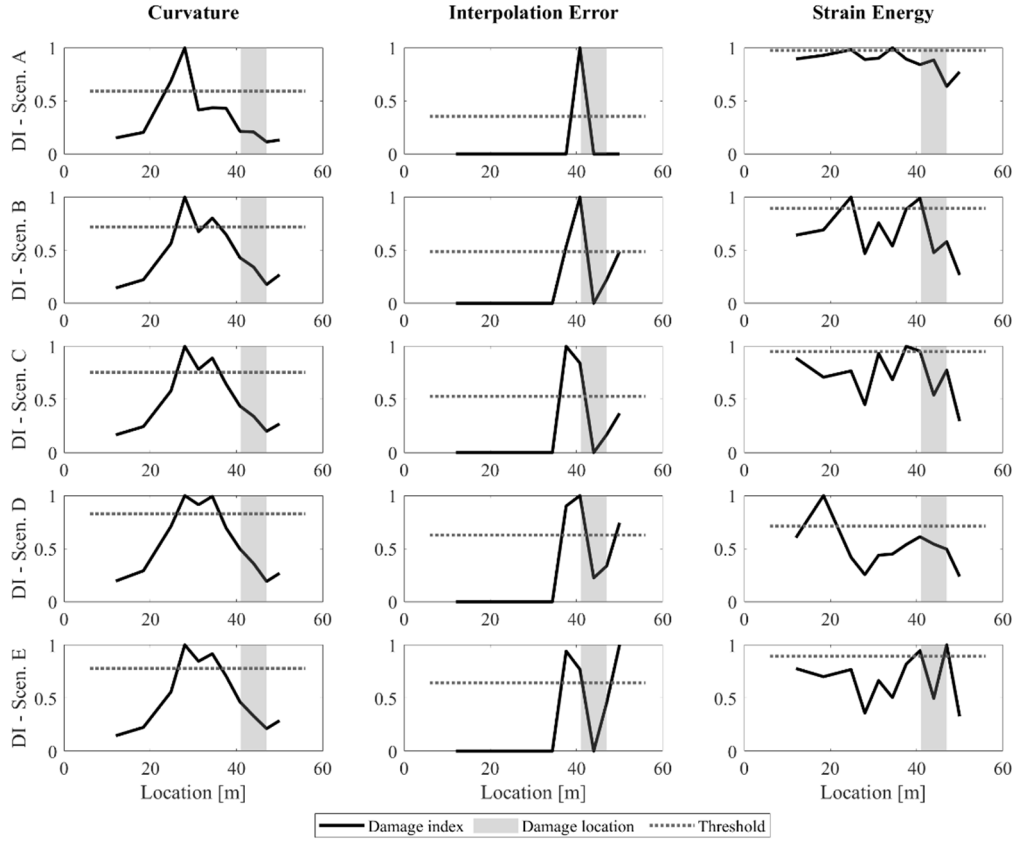 Curvature Interpolation Error Strain Energy
DI - Scen. A
1 1 1
0.5 0.5 0.5
0 0 0
0 20 40 60 0 20 40 60 0 20 40 60
DI - Scen. B
1 1 1
0.5 0.5 0.5
0 0 0
0 20 40 60 0 20 40 60 0 20 40 60
DI - Scen. C
1 1 1
0.5 0.5 0.5
0 0 0
0 20 40 60 0 20 40 60 0 20 40 60
DI - Scen. D
1 1 1
0.5 0.5 0.5
0 0 0
0 20 40 60 0 20 40 60 0 20 40 60
DI - Scen. E
1 1 1
0.5 0.5 0.5
0 0 0
0 20 40 60 0 20 40 60 0 20 40 60
Location [m] Location [m] Location [m]
Damage index Damage location Threshold